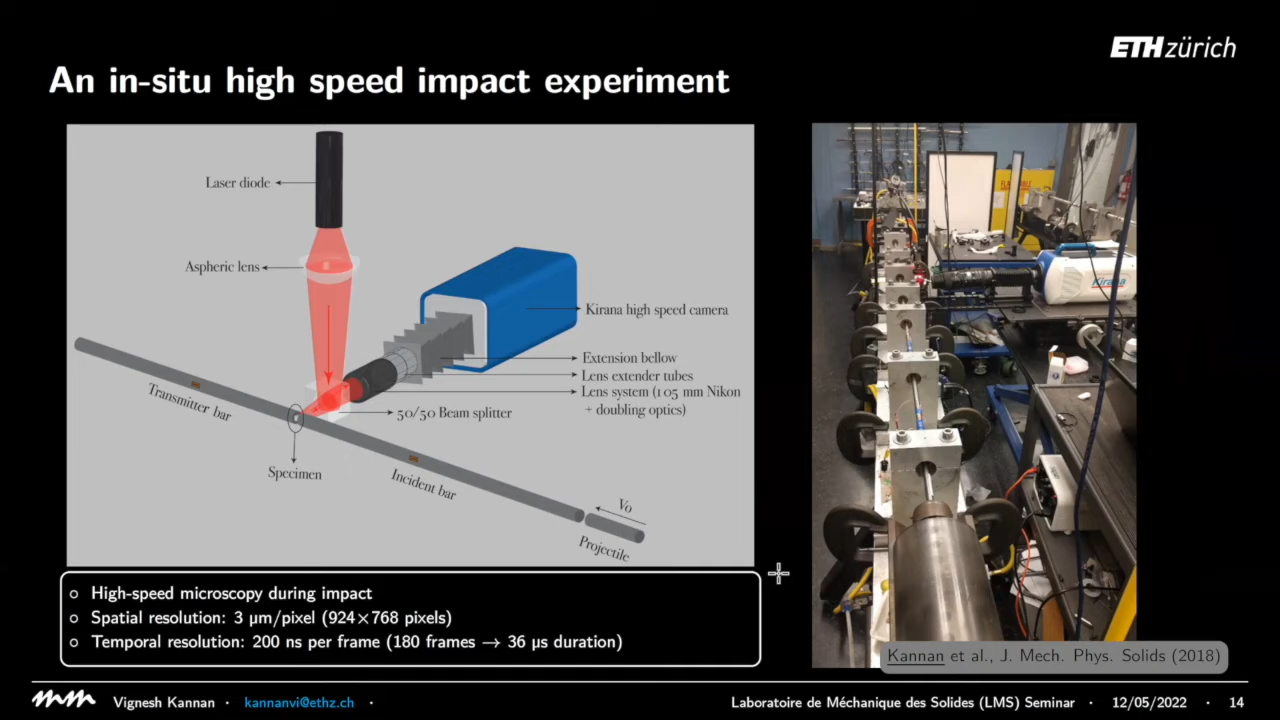 ETH zürich
An in-situ high speed impact experiment
Laser diode
Aspheric lens
Kirana high speed camera
Extension bellow
Lens extender tubes
Lens system (105 mm Nikon
+ doubling optics)
50/50 Beam splitter
Transmitter bar
Specimen
Incident bar
Vo
Projectile
Kirana
○ High-speed microscopy during impact
○ Spatial resolution: 3 µm/pixel (924×768 pixels)
○ Temporal resolution: 200 ns per frame (180 frames → 36 µs duration)
Kannan et al., J. Mech. Phys. Solids (2018)
Vignesh Kannan · kannanvi@ethz.ch ·
Laboratoire de Méchanique des Solides (LMS) Seminar · 12/05/2022 · 14